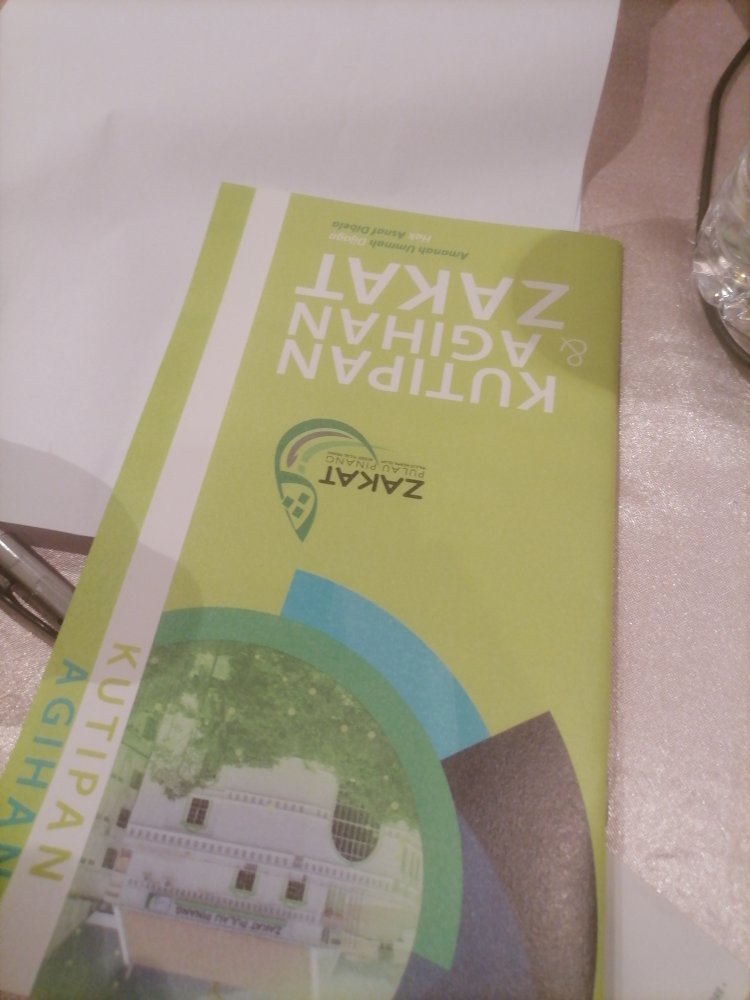 KUTIPAN
& AGIHAN
ZAKAT
Amanah Ummah Dijaga
Hak Asnaf Dibela
ZAKAT
PULAU PINANG
KUTIPAN
AGIHAN
ZAKAT PULAU PINANG